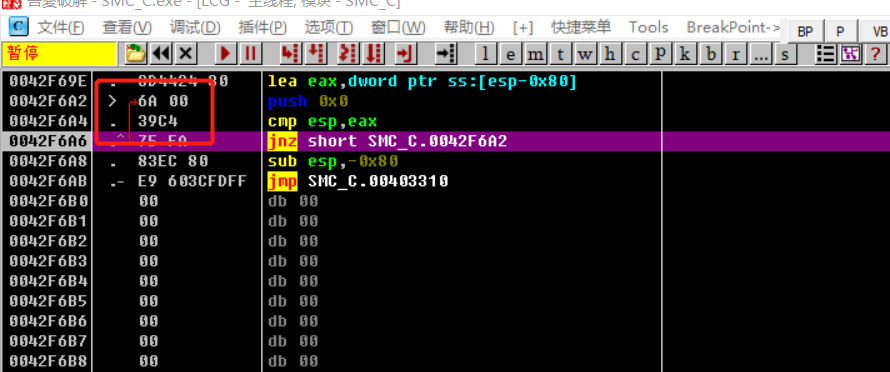 吾爱破解 - SMC_C.exe - [LCG - 主线程, 模块 - SMC_C]
C 文件(F) 查看(V) 调试(D) 插件(P) 选项(T) 窗口(W) 帮助(H) [+] 快捷菜单 Tools BreakPoint-> BP P VB
暂停 l e m t w h c p k b r ... s ?
0042F69E . 8D4424 80 lea eax,dword ptr ss:[esp-0x80]
0042F6A2 > 6A 00 push 0x0
0042F6A4 . 39C4 cmp esp,eax
0042F6A6 .^ 75 FA jnz short SMC_C.0042F6A2
0042F6A8 . 83EC 80 sub esp,-0x80
0042F6AB .- E9 603CFDFF jmp SMC_C.00403310
0042F6B0 00 db 00
0042F6B1 00 db 00
0042F6B2 00 db 00
0042F6B3 00 db 00
0042F6B4 00 db 00
0042F6B5 00 db 00
0042F6B6 00 db 00
0042F6B7 00 db 00
0042F6B8 00 db 00